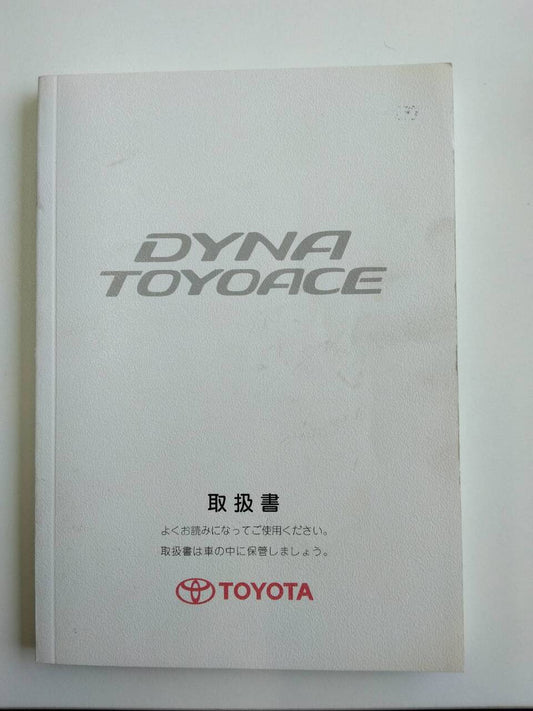 DYNA
TOYOACE
取扱書
よくお読みになってご使用ください。
取扱書は車の中に保管しましょう。
TOYOTA